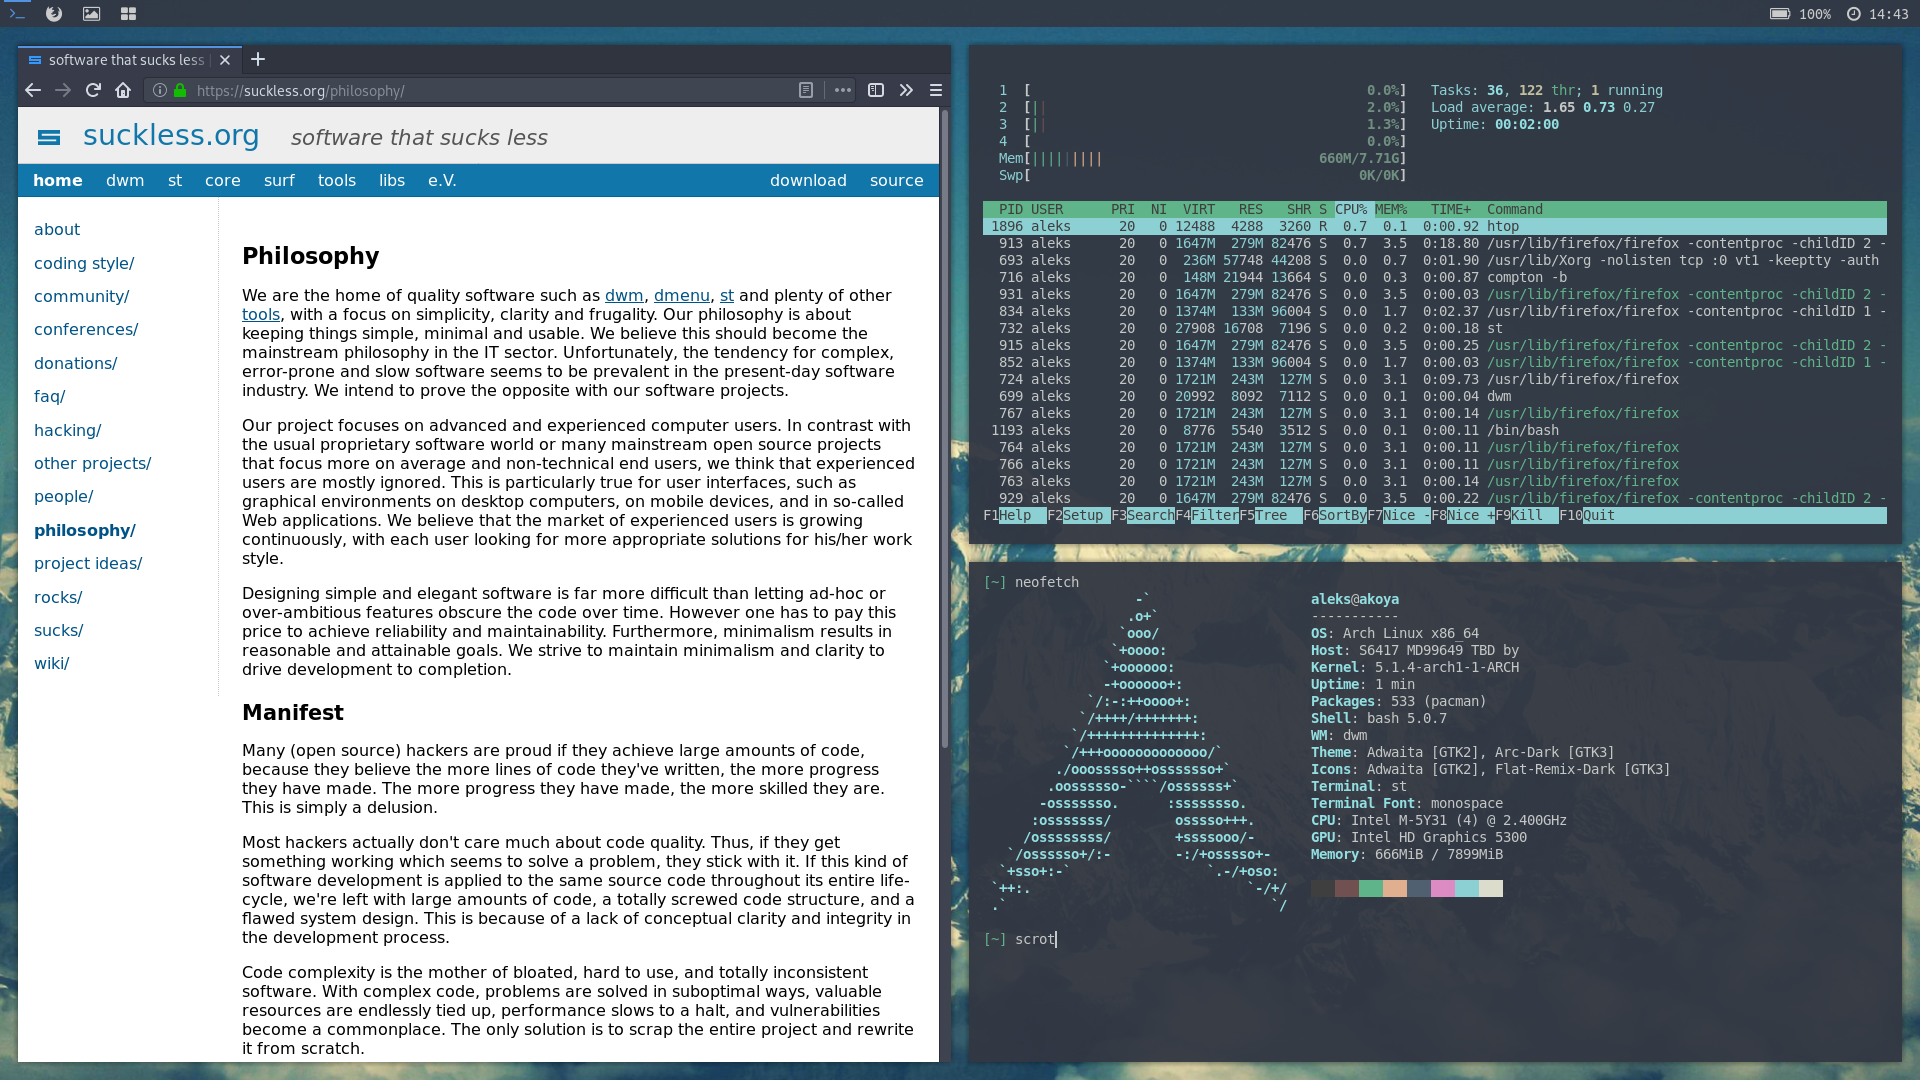 100% 14:43
software that sucks less
https://suckless.org/philosophy/
suckless.org software that sucks less
home dwm st core surf tools libs e.V. download source
about
coding style/
community/
conferences/
donations/
faq/
hacking/
other projects/
people/
philosophy/
project ideas/
rocks/
sucks/
wiki/
Philosophy
We are the home of quality software such as dwm, dmenu, st and plenty of other
tools, with a focus on simplicity, clarity and frugality. Our philosophy is about
keeping things simple, minimal and usable. We believe this should become the
mainstream philosophy in the IT sector. Unfortunately, the tendency for complex,
error-prone and slow software seems to be prevalent in the present-day software
industry. We intend to prove the opposite with our software projects.
Our project focuses on advanced and experienced computer users. In contrast with
the usual proprietary software world or many mainstream open source projects
that focus more on average and non-technical end users, we think that experienced
users are mostly ignored. This is particularly true for user interfaces, such as
graphical environments on desktop computers, on mobile devices, and in so-called
Web applications. We believe that the market of experienced users is growing
continuously, with each user looking for more appropriate solutions for his/her work
style.
Designing simple and elegant software is far more difficult than letting ad-hoc or
over-ambitious features obscure the code over time. However one has to pay this
price to achieve reliability and maintainability. Furthermore, minimalism results in
reasonable and attainable goals. We strive to maintain minimalism and clarity to
drive development to completion.
Manifest
Many (open source) hackers are proud if they achieve large amounts of code,
because they believe the more lines of code they've written, the more progress
they have made. The more progress they have made, the more skilled they are.
This is simply a delusion.
Most hackers actually don't care much about code quality. Thus, if they get
something working which seems to solve a problem, they stick with it. If this kind of
software development is applied to the same source code throughout its entire life-
cycle, we're left with large amounts of code, a totally screwed code structure, and a
flawed system design. This is because of a lack of conceptual clarity and integrity in
the development process.
Code complexity is the mother of bloated, hard to use, and totally inconsistent
software. With complex code, problems are solved in suboptimal ways, valuable
resources are endlessly tied up, performance slows to a halt, and vulnerabilities
become a commonplace. The only solution is to scrap the entire project and rewrite
it from scratch.
1 [ 0.0%] Tasks: 36, 122 thr; 1 running
2 [|| 2.0%] Load average: 1.65 0.73 0.27
3 [|| 1.3%] Uptime: 00:02:00
4 [ 0.0%]
Mem[||||||||| 660M/7.71G]
Swp[ 0K/0K]
PID USER PRI NI VIRT RES SHR S CPU% MEM% TIME+ Command
1896 aleks 20 0 12488 4288 3260 R 0.7 0.1 0:00.92 htop
913 aleks 20 0 1647M 279M 82476 S 0.7 3.5 0:18.80 /usr/lib/firefox/firefox -contentproc -childID 2 -
693 aleks 20 0 236M 57748 44208 S 0.0 0.7 0:01.90 /usr/lib/Xorg -nolisten tcp :0 vt1 -keeptty -auth
716 aleks 20 0 148M 21944 13664 S 0.0 0.3 0:00.87 compton -b
931 aleks 20 0 1647M 279M 82476 S 0.0 3.5 0:00.03 /usr/lib/firefox/firefox -contentproc -childID 2 -
834 aleks 20 0 1374M 133M 96004 S 0.0 1.7 0:02.37 /usr/lib/firefox/firefox -contentproc -childID 1 -
732 aleks 20 0 27908 16708 7196 S 0.0 0.2 0:00.18 st
915 aleks 20 0 1647M 279M 82476 S 0.0 3.5 0:00.25 /usr/lib/firefox/firefox -contentproc -childID 2 -
852 aleks 20 0 1374M 133M 96004 S 0.0 1.7 0:00.03 /usr/lib/firefox/firefox -contentproc -childID 1 -
724 aleks 20 0 1721M 243M 127M S 0.0 3.1 0:09.73 /usr/lib/firefox/firefox
699 aleks 20 0 20992 8092 7112 S 0.0 0.1 0:00.04 dwm
767 aleks 20 0 1721M 243M 127M S 0.0 3.1 0:00.14 /usr/lib/firefox/firefox
1193 aleks 20 0 8776 5540 3512 S 0.0 0.1 0:00.11 /bin/bash
764 aleks 20 0 1721M 243M 127M S 0.0 3.1 0:00.11 /usr/lib/firefox/firefox
766 aleks 20 0 1721M 243M 127M S 0.0 3.1 0:00.11 /usr/lib/firefox/firefox
763 aleks 20 0 1721M 243M 127M S 0.0 3.1 0:00.14 /usr/lib/firefox/firefox
929 aleks 20 0 1647M 279M 82476 S 0.0 3.5 0:00.22 /usr/lib/firefox/firefox -contentproc -childID 2 -
F1Help F2Setup F3SearchF4FilterF5Tree F6SortByF7Nice -F8Nice +F9Kill F10Quit
[~] neofetch
-` aleks@akoya
.o+` -----------
`ooo/ OS: Arch Linux x86_64
`+oooo: Host: S6417 MD99649 TBD by
`+oooooo: Kernel: 5.1.4-arch1-1-ARCH
-+oooooo+: Uptime: 1 min
`/:-:++oooo+: Packages: 533 (pacman)
`/++++/+++++++: Shell: bash 5.0.7
`/++++++++++++++: WM: dwm
`/+++ooooooooooooo/` Theme: Adwaita [GTK2], Arc-Dark [GTK3]
./ooosssso++osssssso+` Icons: Adwaita [GTK2], Flat-Remix-Dark [GTK3]
.oossssso-````/ossssss+` Terminal: st
-osssssso. :ssssssso. Terminal Font: monospace
:osssssss/ osssso+++. CPU: Intel M-5Y31 (4) @ 2.400GHz
/ossssssss/ +ssssooo/- GPU: Intel HD Graphics 5300
`/ossssso+/:- -:/+osssso+- Memory: 666MiB / 7899MiB
`+sso+:-` `.-/+oso:
`++:. `-/+/
.` `/
[~] scrot